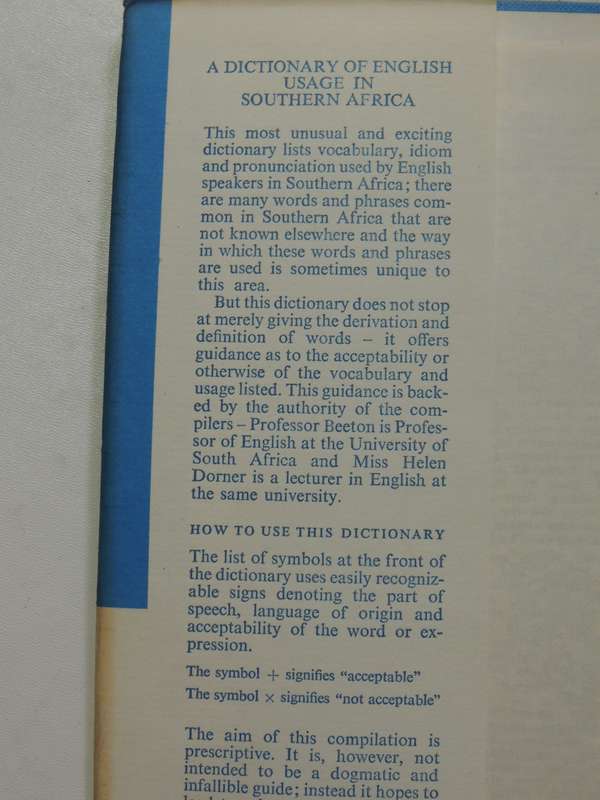 A DICTIONARY OF ENGLISH
USAGE IN
SOUTHERN AFRICA
This most unusual and exciting
dictionary lists vocabulary, idiom
and pronunciation used by English
speakers in Southern Africa; there
are many words and phrases com-
mon in Southern Africa that are
not known elsewhere and the way
in which these words and phrases
are used is sometimes unique to
this area.
But this dictionary does not stop
at merely giving the derivation and
definition of words – it offers
guidance as to the acceptability or
otherwise of the vocabulary and
usage listed. This guidance is back-
ed by the authority of the com-
pilers – Professor Beeton is Profes-
sor of English at the University of
South Africa and Miss Helen
Dorner is a lecturer in English at
the same university.
HOW TO USE THIS DICTIONARY
The list of symbols at the front of
the dictionary uses easily recogniz-
able signs denoting the part of
speech, language of origin and
acceptability of the word or ex-
pression.
The symbol + signifies “acceptable”
The symbol × signifies “not acceptable”
The aim of this compilation is
prescriptive. It is, however, not
intended to be a dogmatic and
infallible guide; instead it hopes to